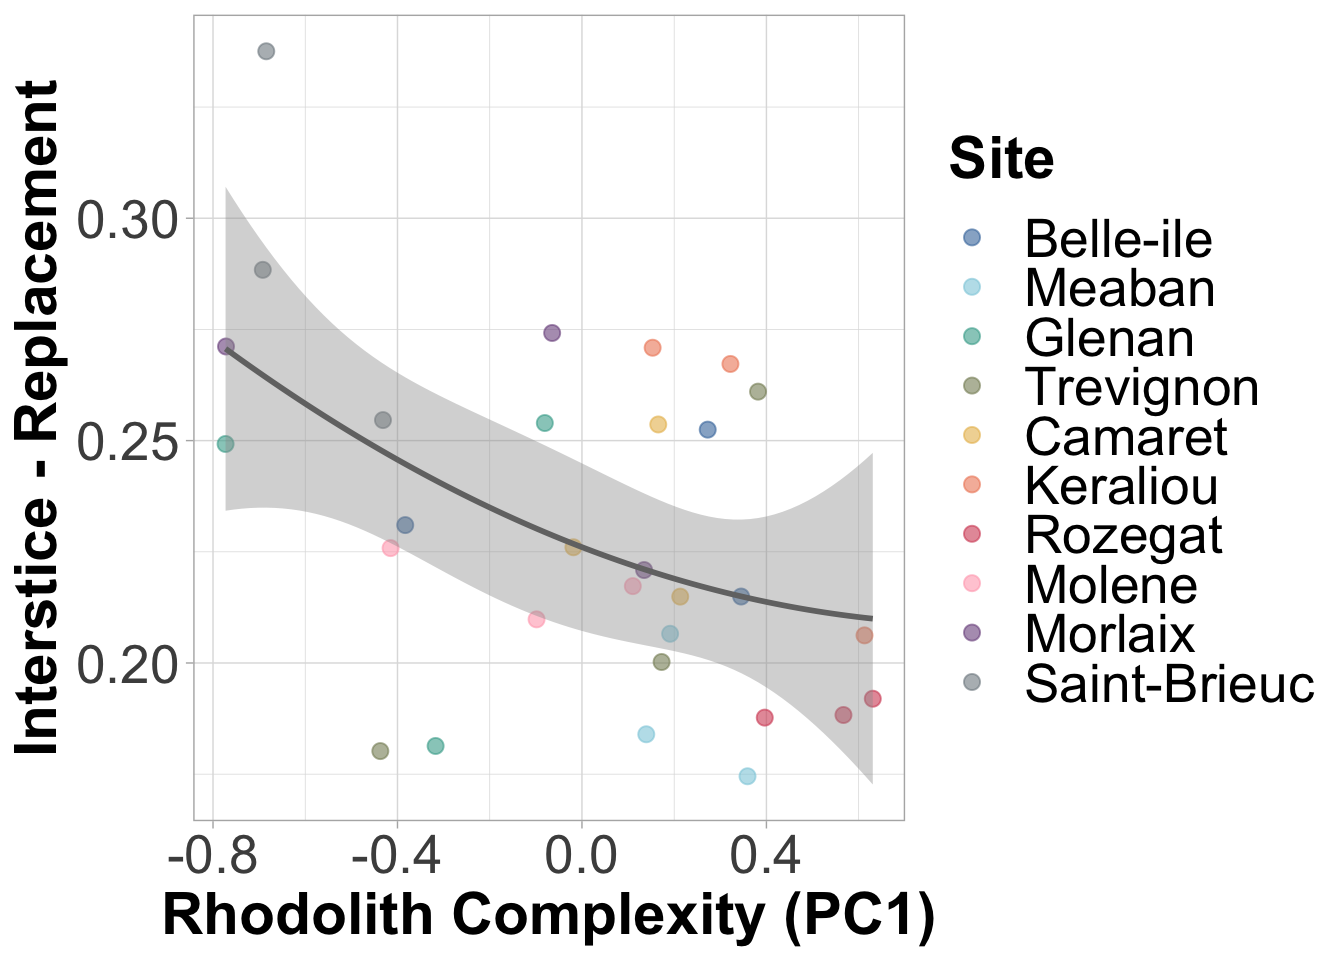 Interstice - Replacement
0.30
0.25
0.20
-0.8
-0.4
0.0
0.4
Rhodolith Complexity (PC1)
Site
Belle-ile
Meaban
Glenan
Trevignon
Camaret
Keraliou
Rozegat
Molene
Morlaix
Saint-Brieuc